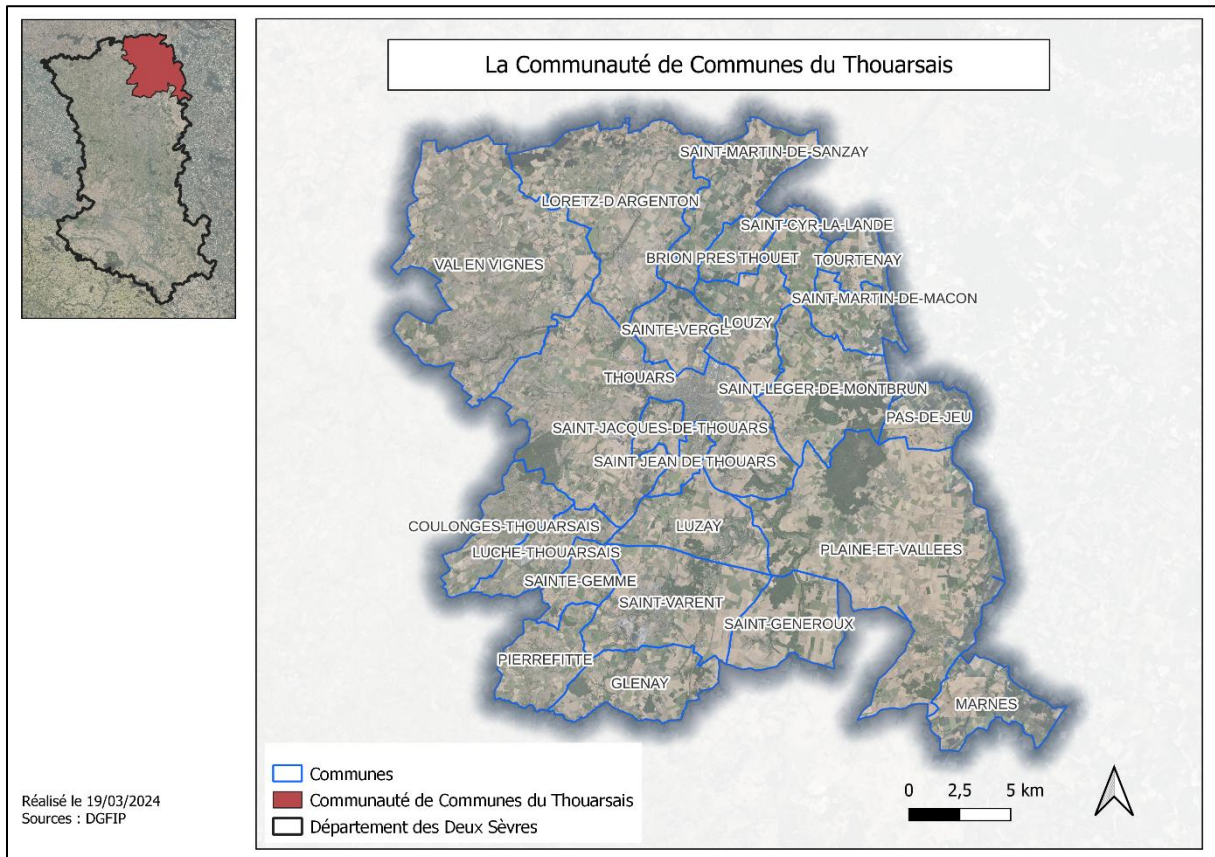 La Communauté de Communes du Thouarsais
SAINT-MARTIN-DE-SANZAY
LORETZ-D ARGENTON
SAINT-CYR-LA-LANDE
VAL EN VIGNES
BRION PRES THOUET
TOURTENAY
SAINT-MARTIN-DE-MACON
SAINTE-VERGE
LOUZY
THOUARS
SAINT-LEGER-DE-MONTBRUN
PAS-DE-JEU
SAINT-JACQUES-DE-THOUARS
SAINT JEAN DE THOUARS
COULONGES-THOUARSAIS
LUZAY
LUCHE-THOUARSAIS
PLAINE-ET-VALLEES
SAINTE-GEMME
SAINT-VARENT
SAINT-GENEROUX
PIERREFITTE
GLENAY
MARNES
Communes
Communauté de Communes du Thouarsais
Département des Deux Sèvres
0 2,5 5 km
Réalisé le 19/03/2024
Sources : DGFIP